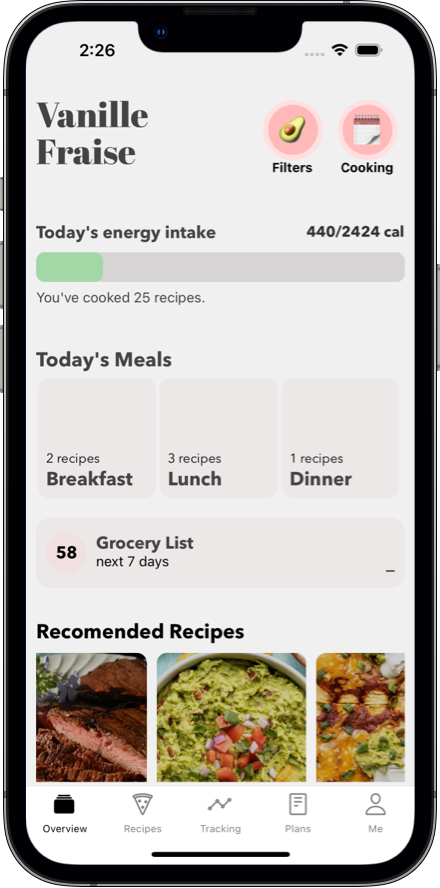 2:26
Vanille
Fraise
Filters
Cooking
Today's energy intake
440/2424 cal
You've cooked 25 recipes.
Today's Meals
2 recipes
Breakfast
3 recipes
Lunch
1 recipes
Dinner
58
Grocery List
next 7 days
Recomended Recipes
Overview
Recipes
Tracking
Plans
Me